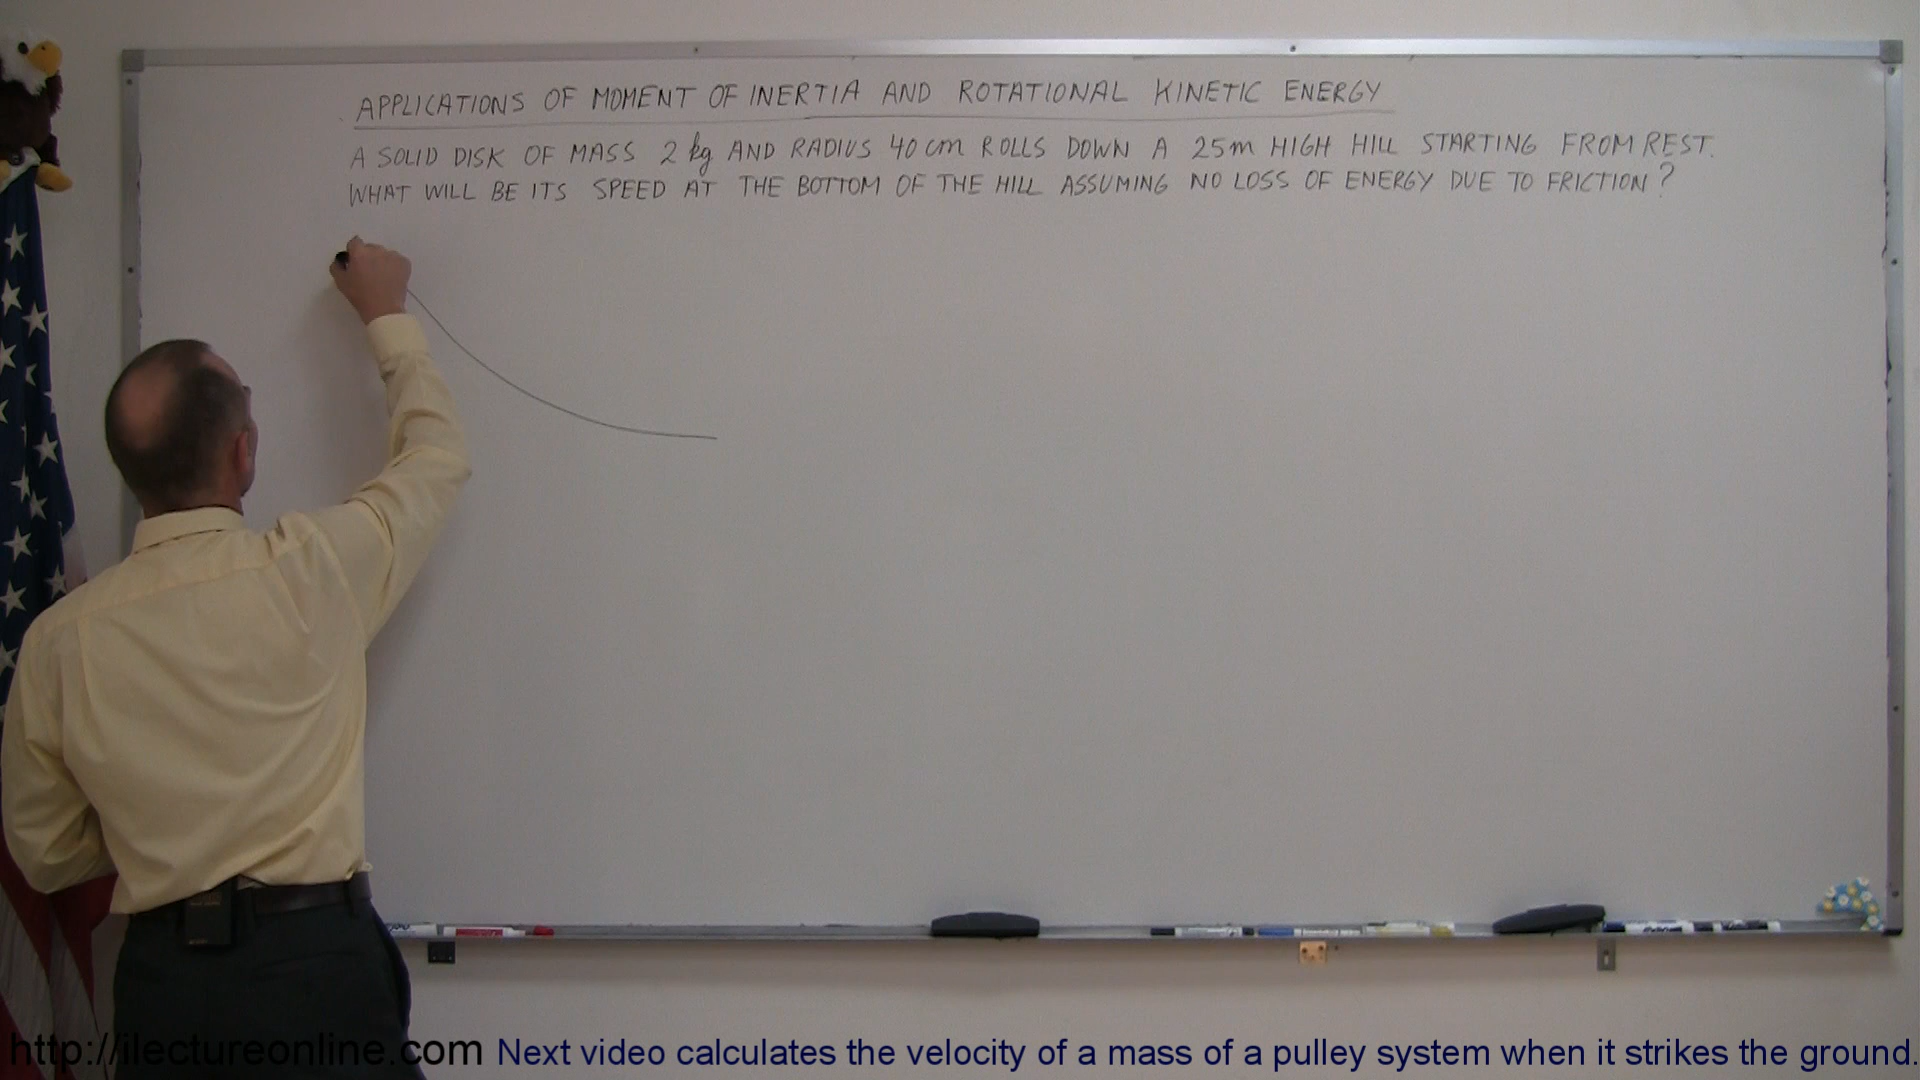 APPLICATIONS OF MOMENT OF INERTIA AND ROTATIONAL KINETIC ENERGY
A SOLID DISK OF MASS 2 kg AND RADIUS 40 cm ROLLS DOWN A 25m HIGH HILL STARTING FROM REST.
WHAT WILL BE ITS SPEED AT THE BOTTOM OF THE HILL ASSUMING NO LOSS OF ENERGY DUE TO FRICTION?
http://ilectureonline.com Next video calculates the velocity of a mass of a pulley system when it strikes the ground.